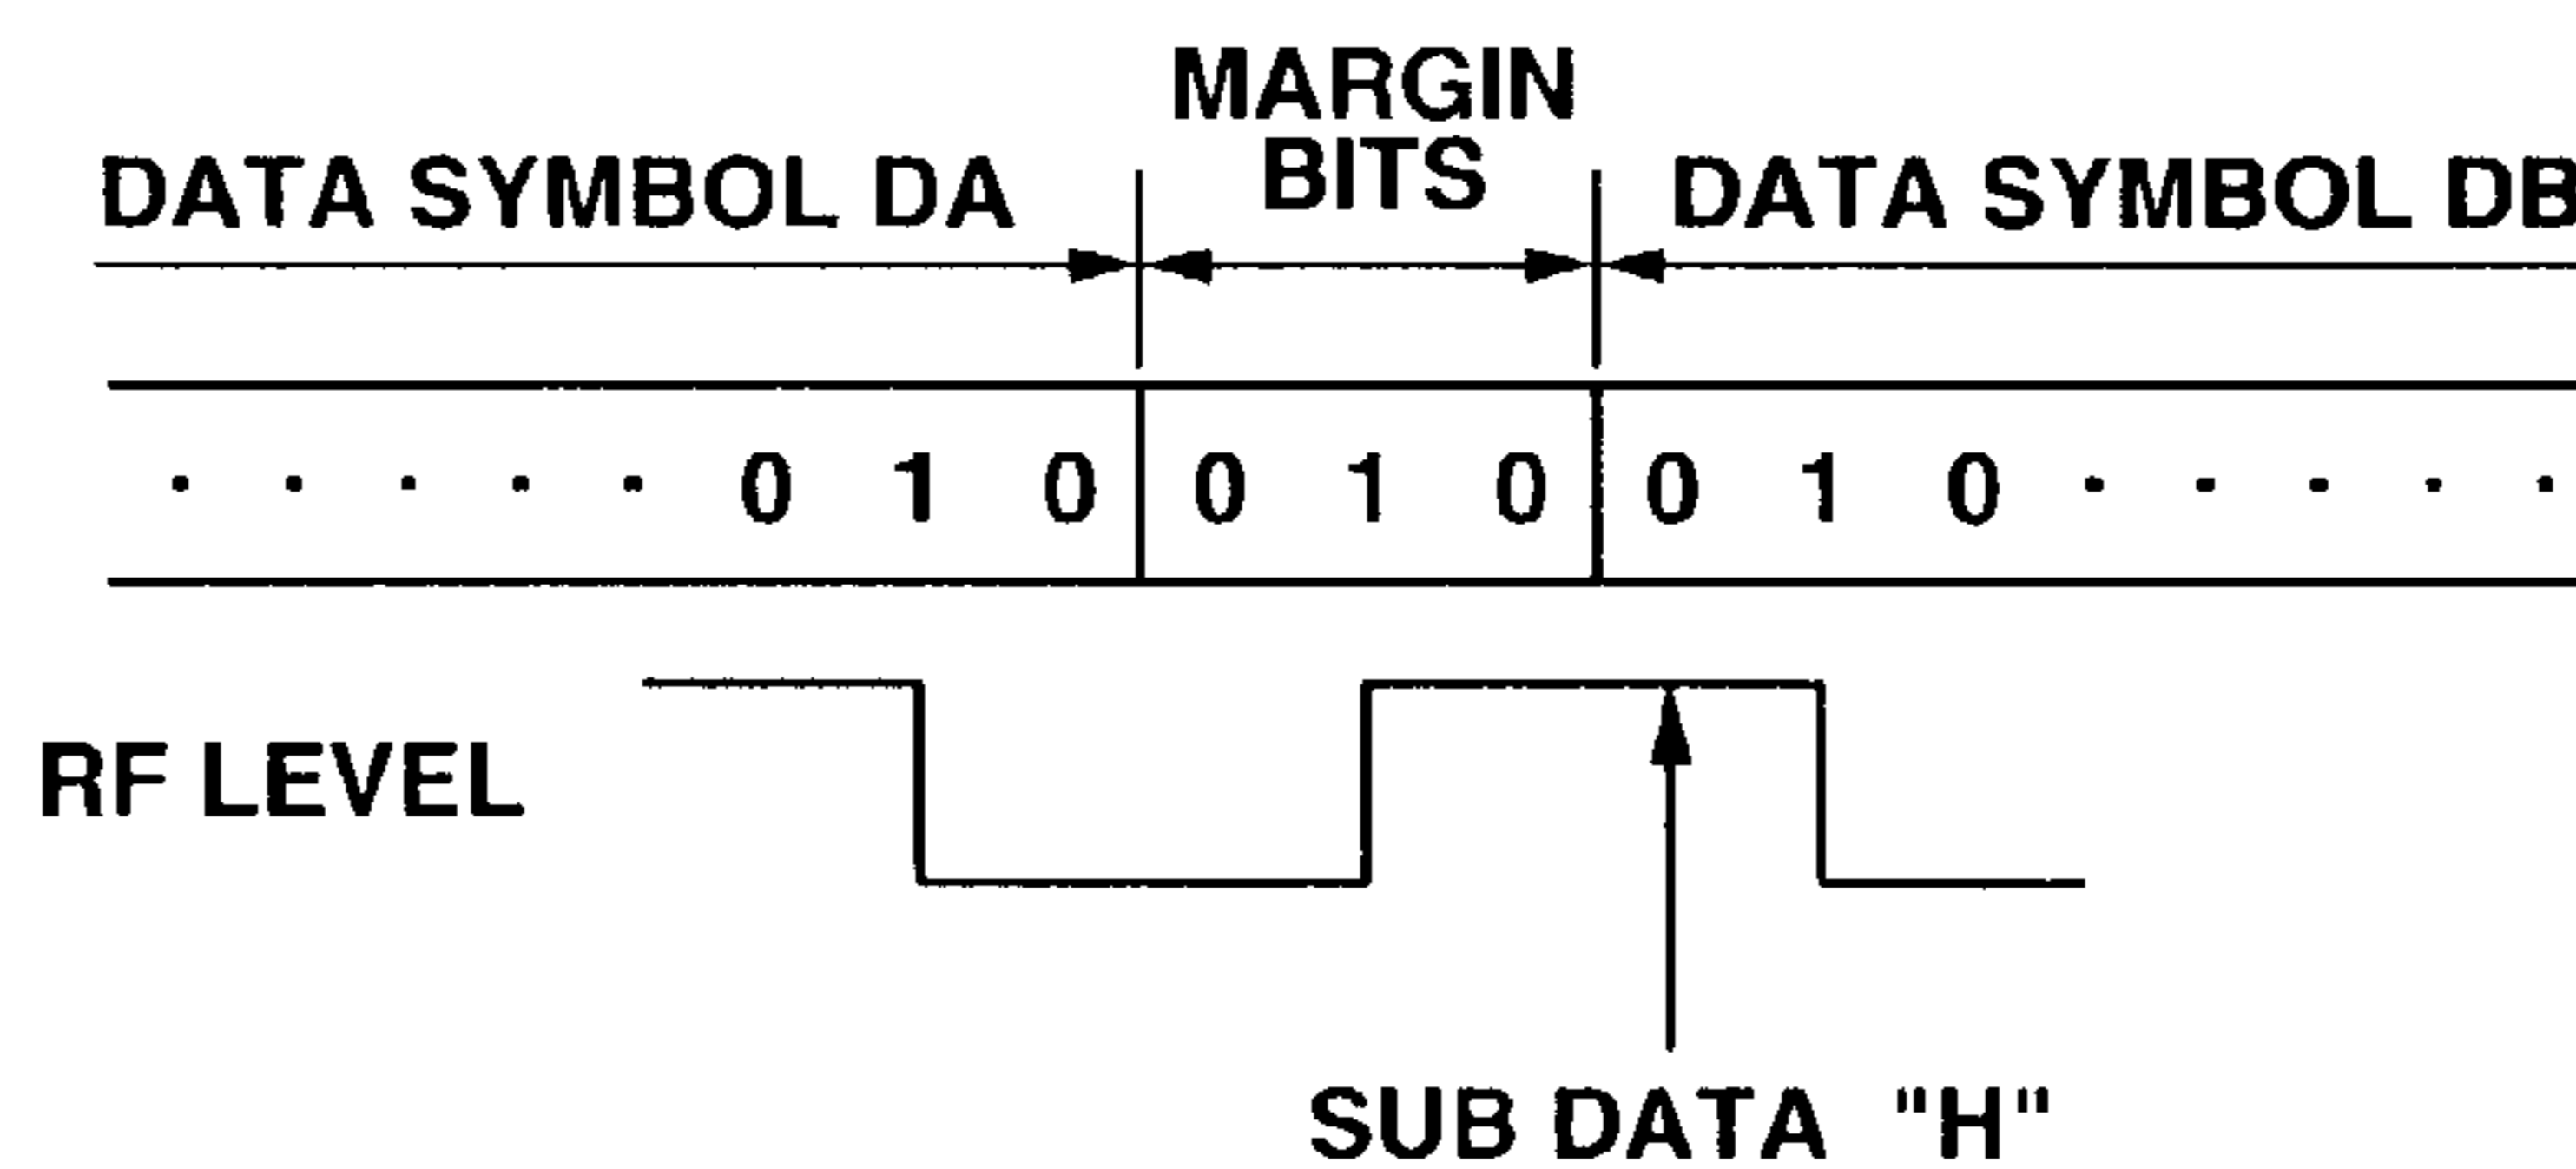 MARGIN
BITS
DATA SYMBOL DA
DATA SYMBOL DB
· · · · · 0 1 0 0 1 0 0 1 0 · · · · ·
RF LEVEL
SUB DATA "H"